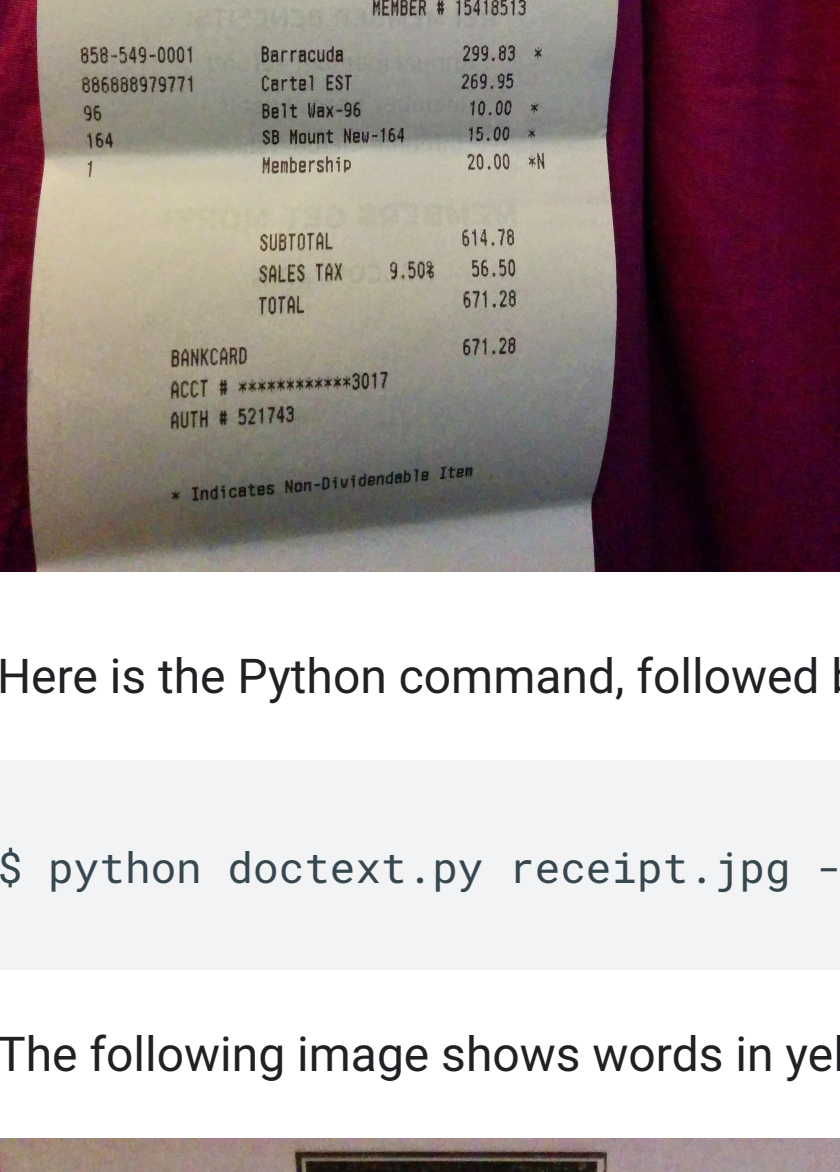 MEMBER # 15418513
858-549-0001 Barracuda 299.83 *
886888979771 Cartel EST 269.95
96 Belt Wax-96 10.00 *
164 SB Mount New-164 15.00 *
1 Membership 20.00 *N
SUBTOTAL 614.78
SALES TAX 9.50% 56.50
TOTAL 671.28
BANKCARD 671.28
ACCT # ************3017
AUTH # 521743
* Indicates Non-Dividendable Item
Here is the Python command, followed
$ python doctext.py receipt.jpg -
The following image shows words in yel